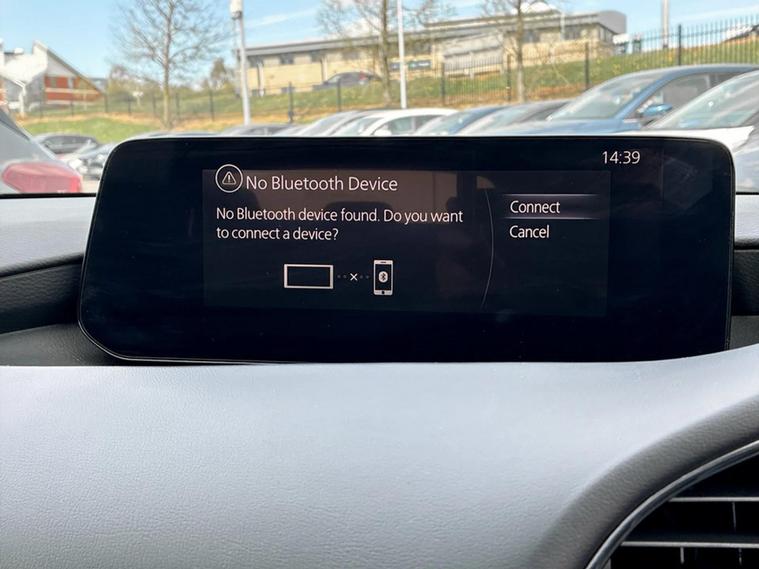 14:39
No Bluetooth Device
No Bluetooth device found. Do you want
to connect a device?
Connect
Cancel